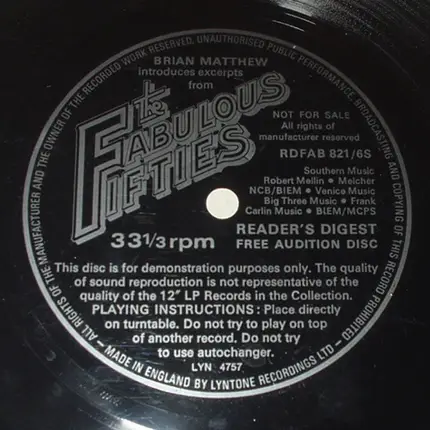 ALL RIGHTS OF THE MANUFACTURER AND THE OWNER OF THE RECORDED WORK RESERVED, UNAUTHORISED PUBLIC PERFORMANCE BROADCASTING AND COPYING OF THIS RECORD PROHIBITED
BRIAN MATTHEW
introduces excerpts
from
the
FABULOUS
FIFTIES
NOT FOR SALE
All rights of
manufacturer reserved
RDFAB 821/6S
Southern Music
Robert Mellin • Melcher
NCB/BIEM • Venice Music
Big Three Music • Frank
Carlin Music • BIEM/MCPS
33 1/3 rpm
READER'S DIGEST
FREE AUDITION DISC
This disc is for demonstration purposes only. The quality
of sound reproduction is not representative of the
quality of the 12" LP Records in the Collection.
PLAYING INSTRUCTIONS : Place directly
on turntable. Do not try to play on top
of another record. Do not try
to use autochanger.
LYN 4757
— MADE IN ENGLAND BY LYNTONE RECORDINGS LTD —